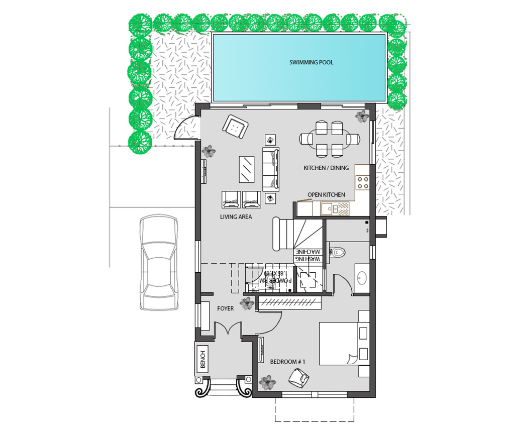 SWIMMING POOL
KITCHEN / DINING
OPEN KITCHEN
LIVING AREA
WASHING
MACHINE
POWDER RM
FOYER
BENCH
BEDROOM # 1